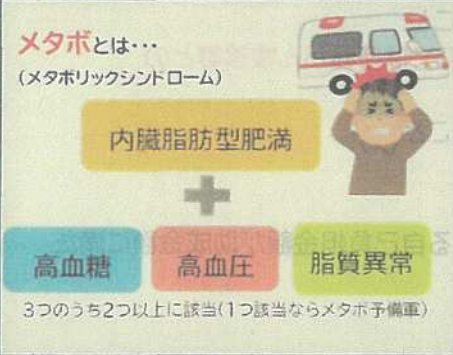 メタボとは･･･
(メタボリックシンドローム)
内臓脂肪型肥満
+
高血糖
高血圧
脂質異常
3つのうち2つ以上に該当(1つ該当ならメタボ予備軍)